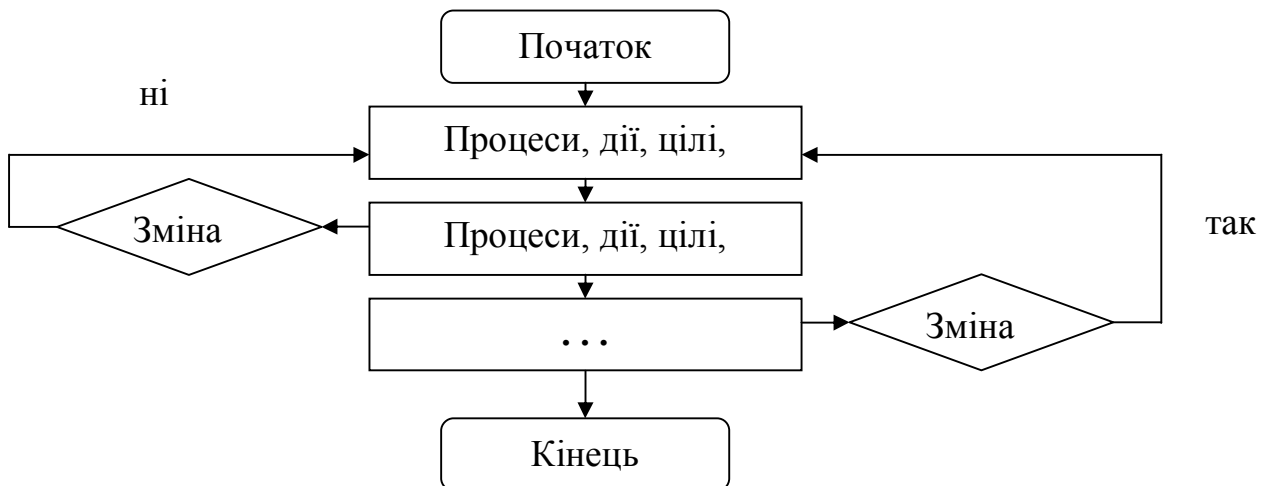 Початок
ні
Процеси, дії, цілі,
Зміна
Процеси, дії, цілі,
так
...
Зміна
Кінець